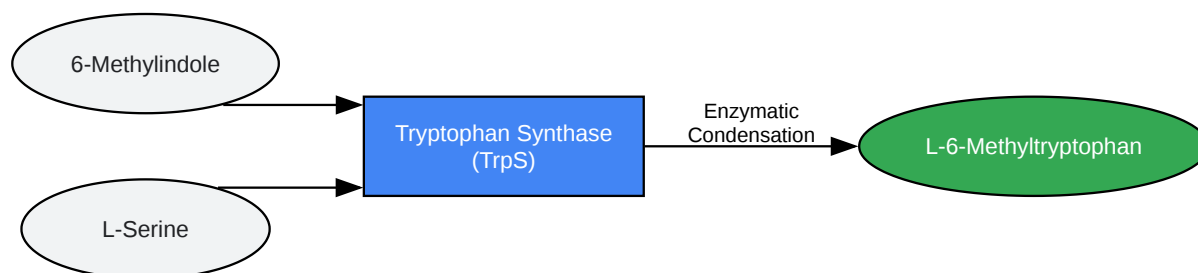 6-Methylindole
Tryptophan Synthase
(TrpS)
Enzymatic
Condensation
L-6-Methyltryptophan
L-Serine